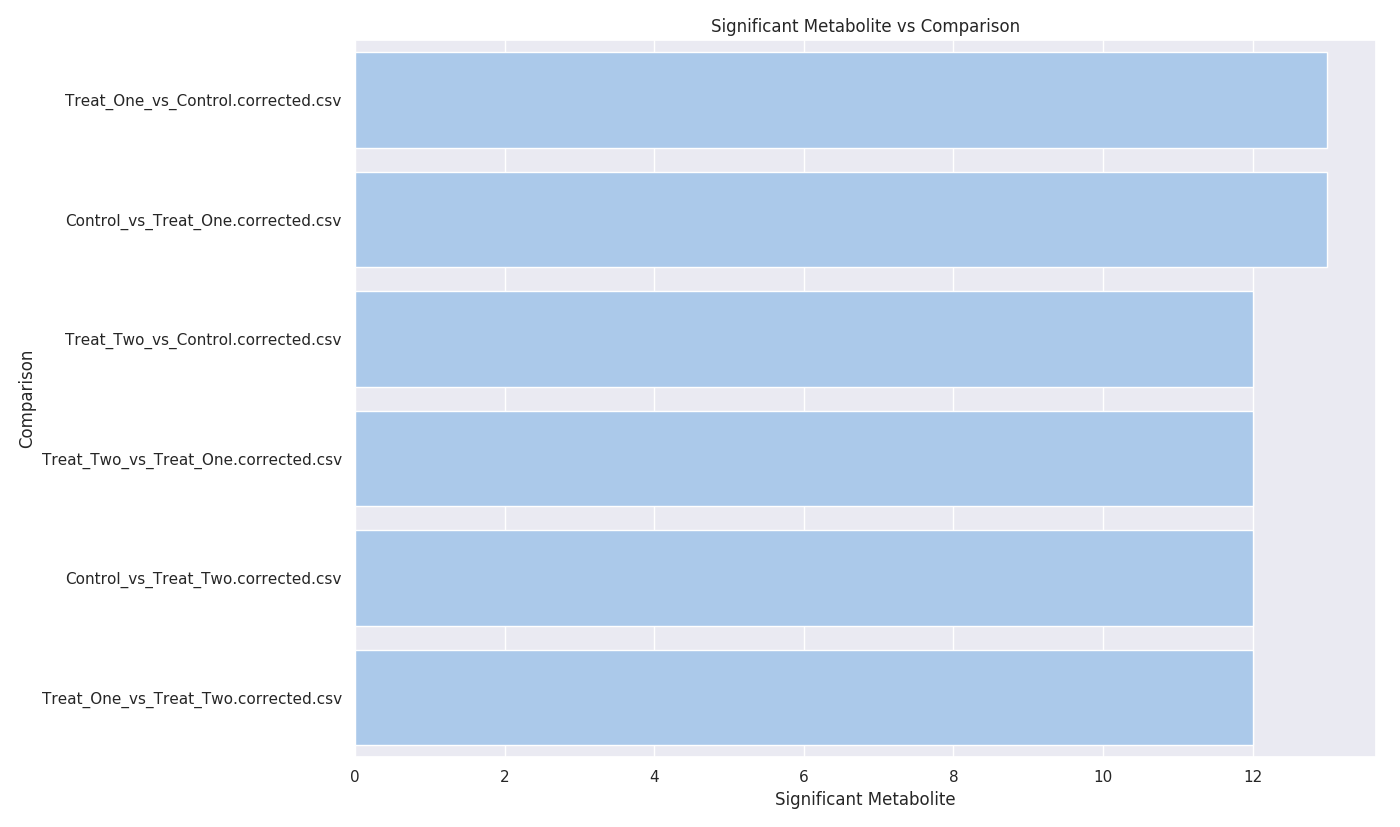 Significant Metabolite vs Comparison
Treat_One_vs_Control.corrected.csv
Control_vs_Treat_One.corrected.csv
Treat_Two_vs_Control.corrected.csv
Treat_Two_vs_Treat_One.corrected.csv
Control_vs_Treat_Two.corrected.csv
Treat_One_vs_Treat_Two.corrected.csv
Comparison
0 2 4 6 8 10 12
Significant Metabolite